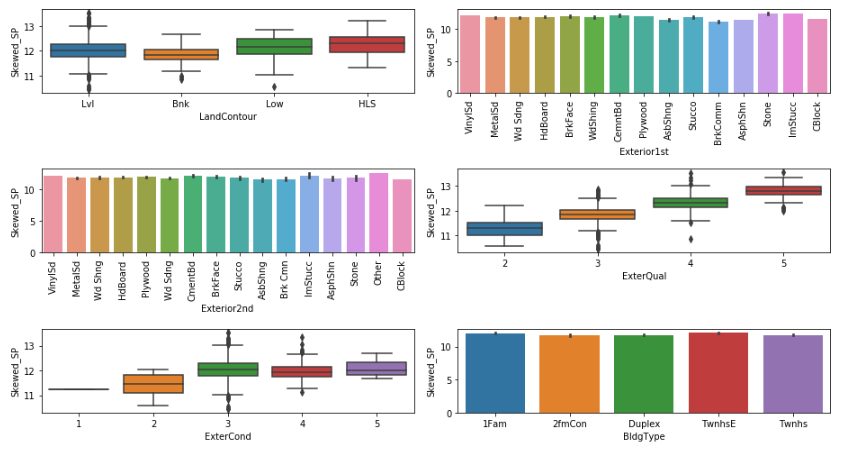 Skewed_SP
13
12
11
Lvl Bnk Low HLS
LandContour
Skewed_SP
10
5
0
VinylSd MetalSd Wd Sdng HdBoard BrkFace WdShing CemntBd Plywood AsbShng Stucco BrkComm AsphShn Stone ImStucc CBlock
Exterior1st
Skewed_SP
10
5
0
VinylSd MetalSd Wd Shng HdBoard Plywood Wd Sdng CmentBd BrkFace Stucco AsbShng Brk Cmn ImStucc AsphShn Stone Other CBlock
Exterior2nd
Skewed_SP
13
12
11
2 3 4 5
ExterQual
Skewed_SP
13
12
11
1 2 3 4 5
ExterCond
Skewed_SP
10
5
0
1Fam 2fmCon Duplex TwnhsE Twnhs
BldgType